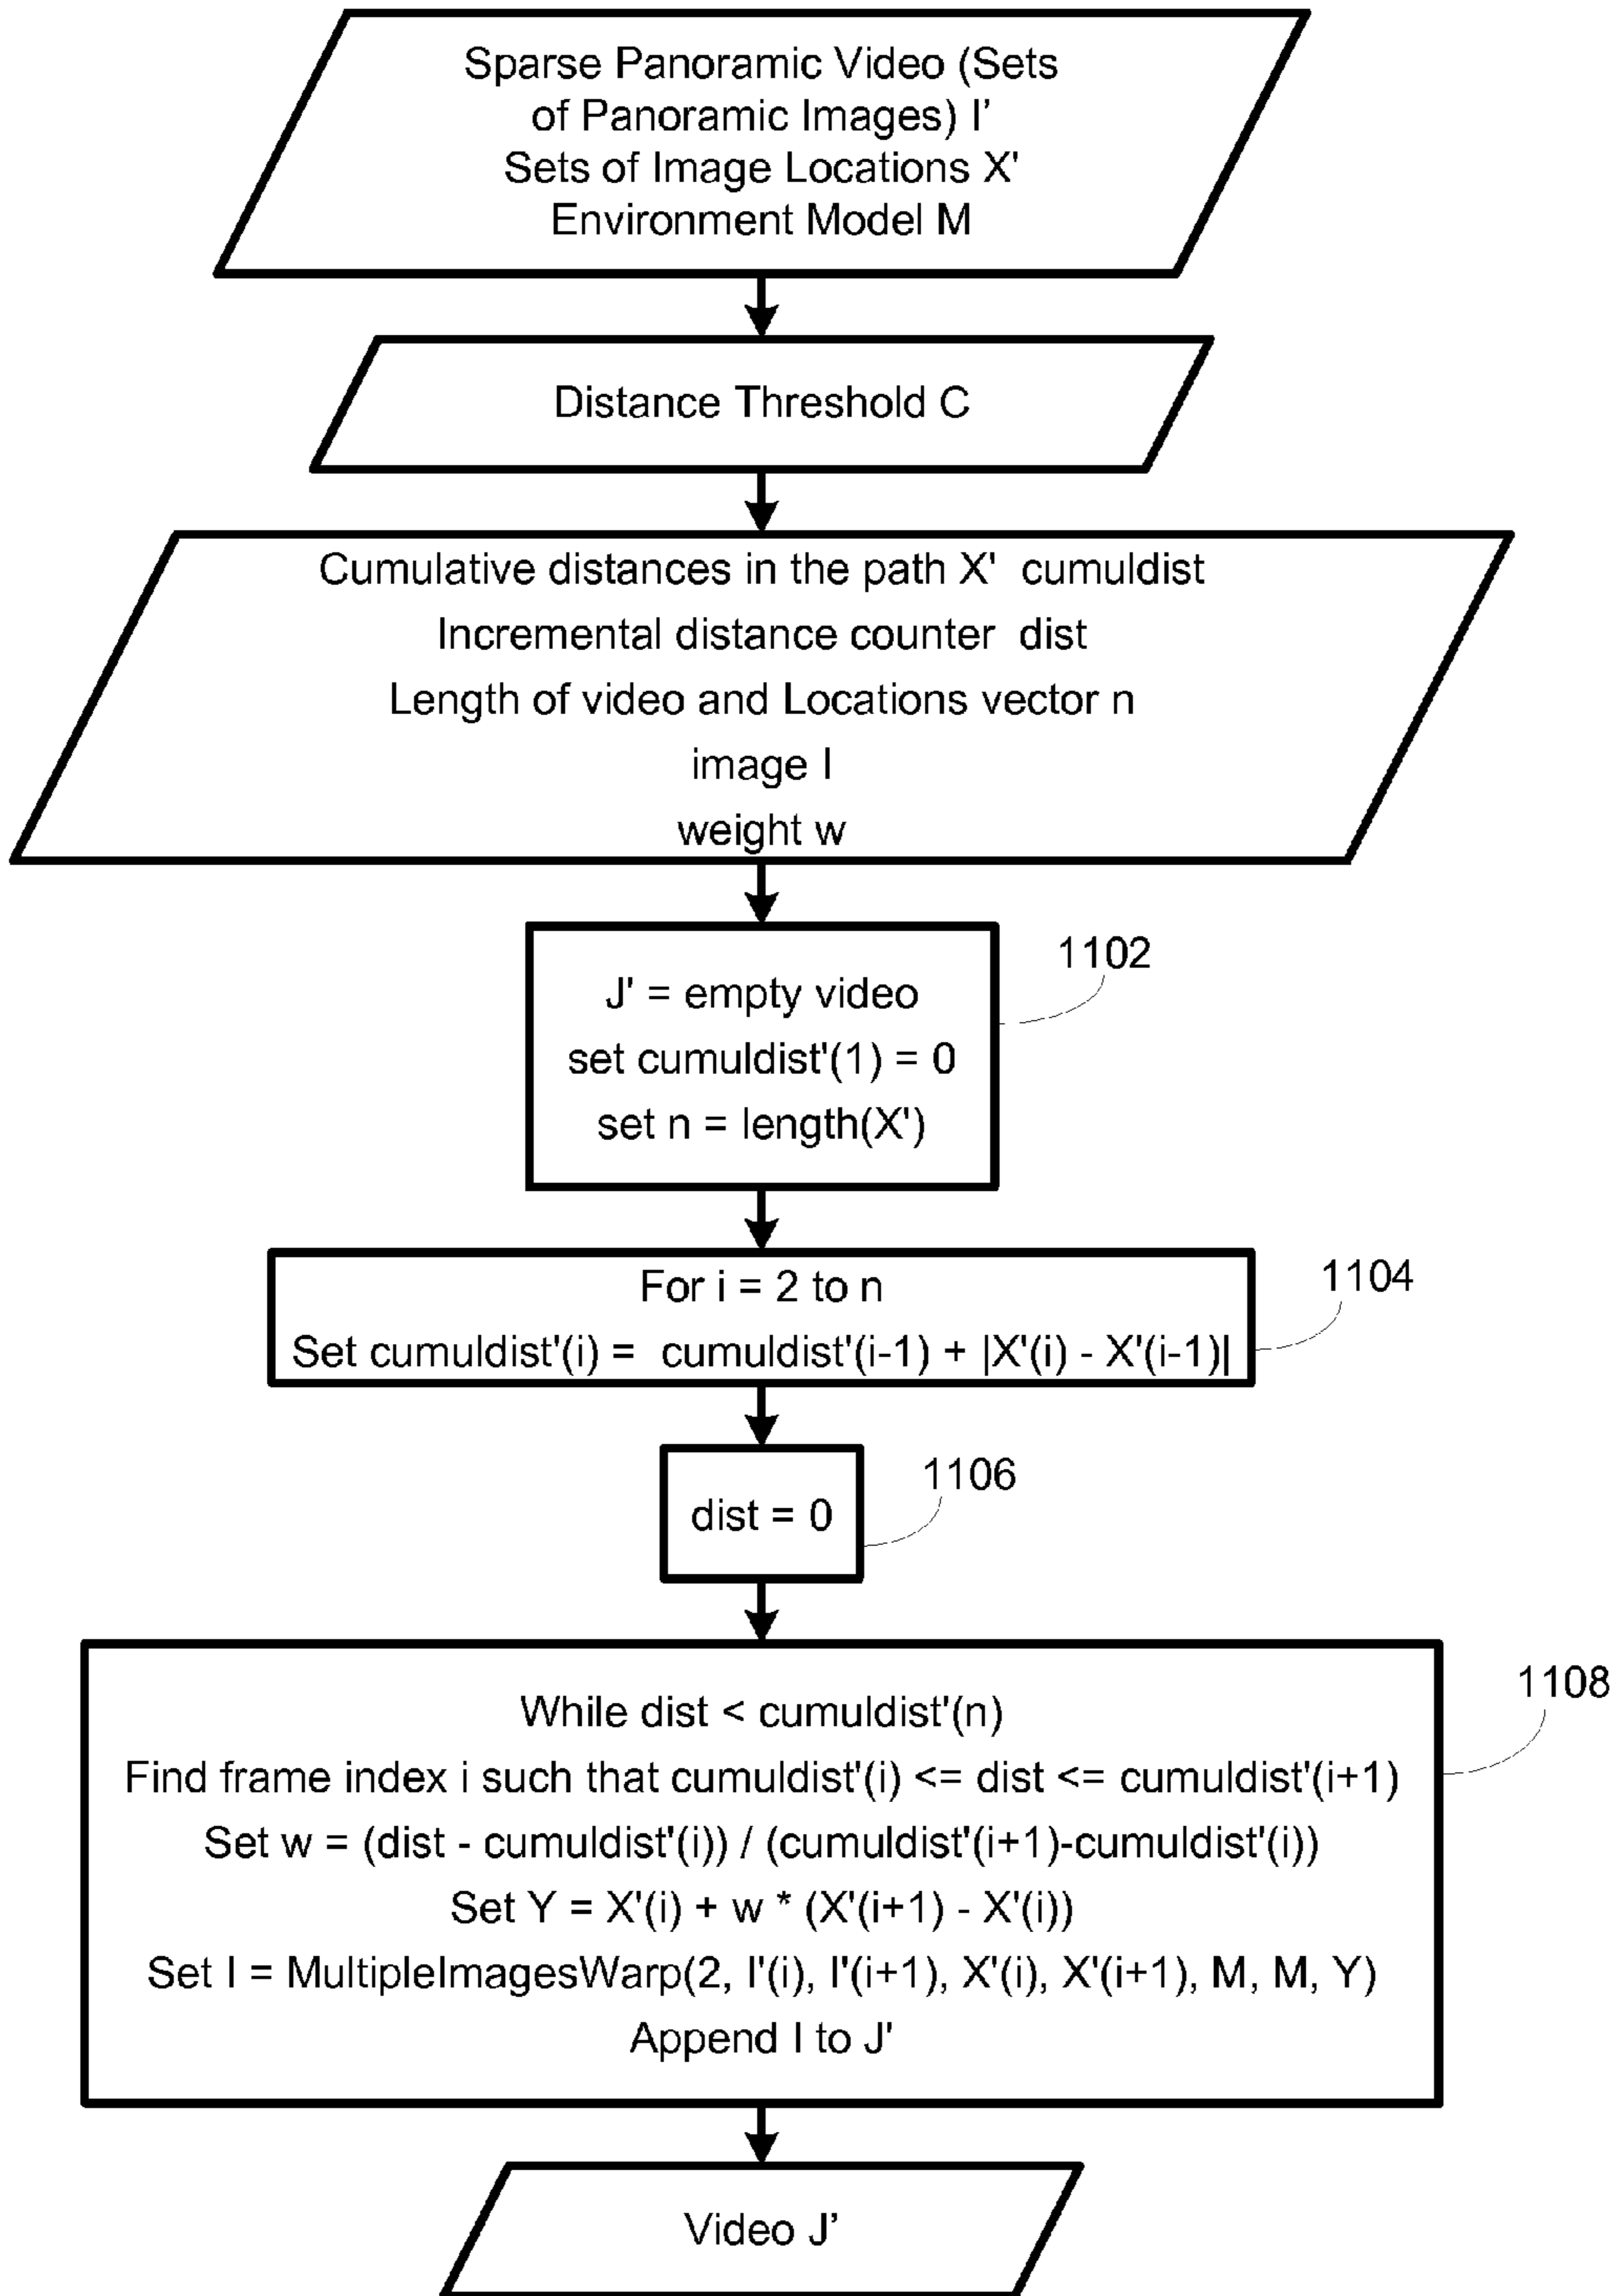 Sparse Panoramic Video (Sets
of Panoramic Images) I’
Sets of Image Locations X'
Environment Model M
Distance Threshold C
Cumulative distances in the path X' cumuldist
Incremental distance counter dist
Length of video and Locations vector n
image I
weight w
1102
J' = empty video
set cumuldist'(1) = 0
set n = length(X')
1104
For i = 2 to n
Set cumuldist'(i) = cumuldist'(i-1) + |X'(i) - X'(i-1)|
1106
dist = 0
1108
While dist < cumuldist'(n)
Find frame index i such that cumuldist'(i) <= dist <= cumuldist'(i+1)
Set w = (dist - cumuldist'(i)) / (cumuldist'(i+1)-cumuldist'(i))
Set Y = X'(i) + w * (X'(i+1) - X'(i))
Set I = MultipleImagesWarp(2, I'(i), I'(i+1), X'(i), X'(i+1), M, M, Y)
Append I to J'
Video J’